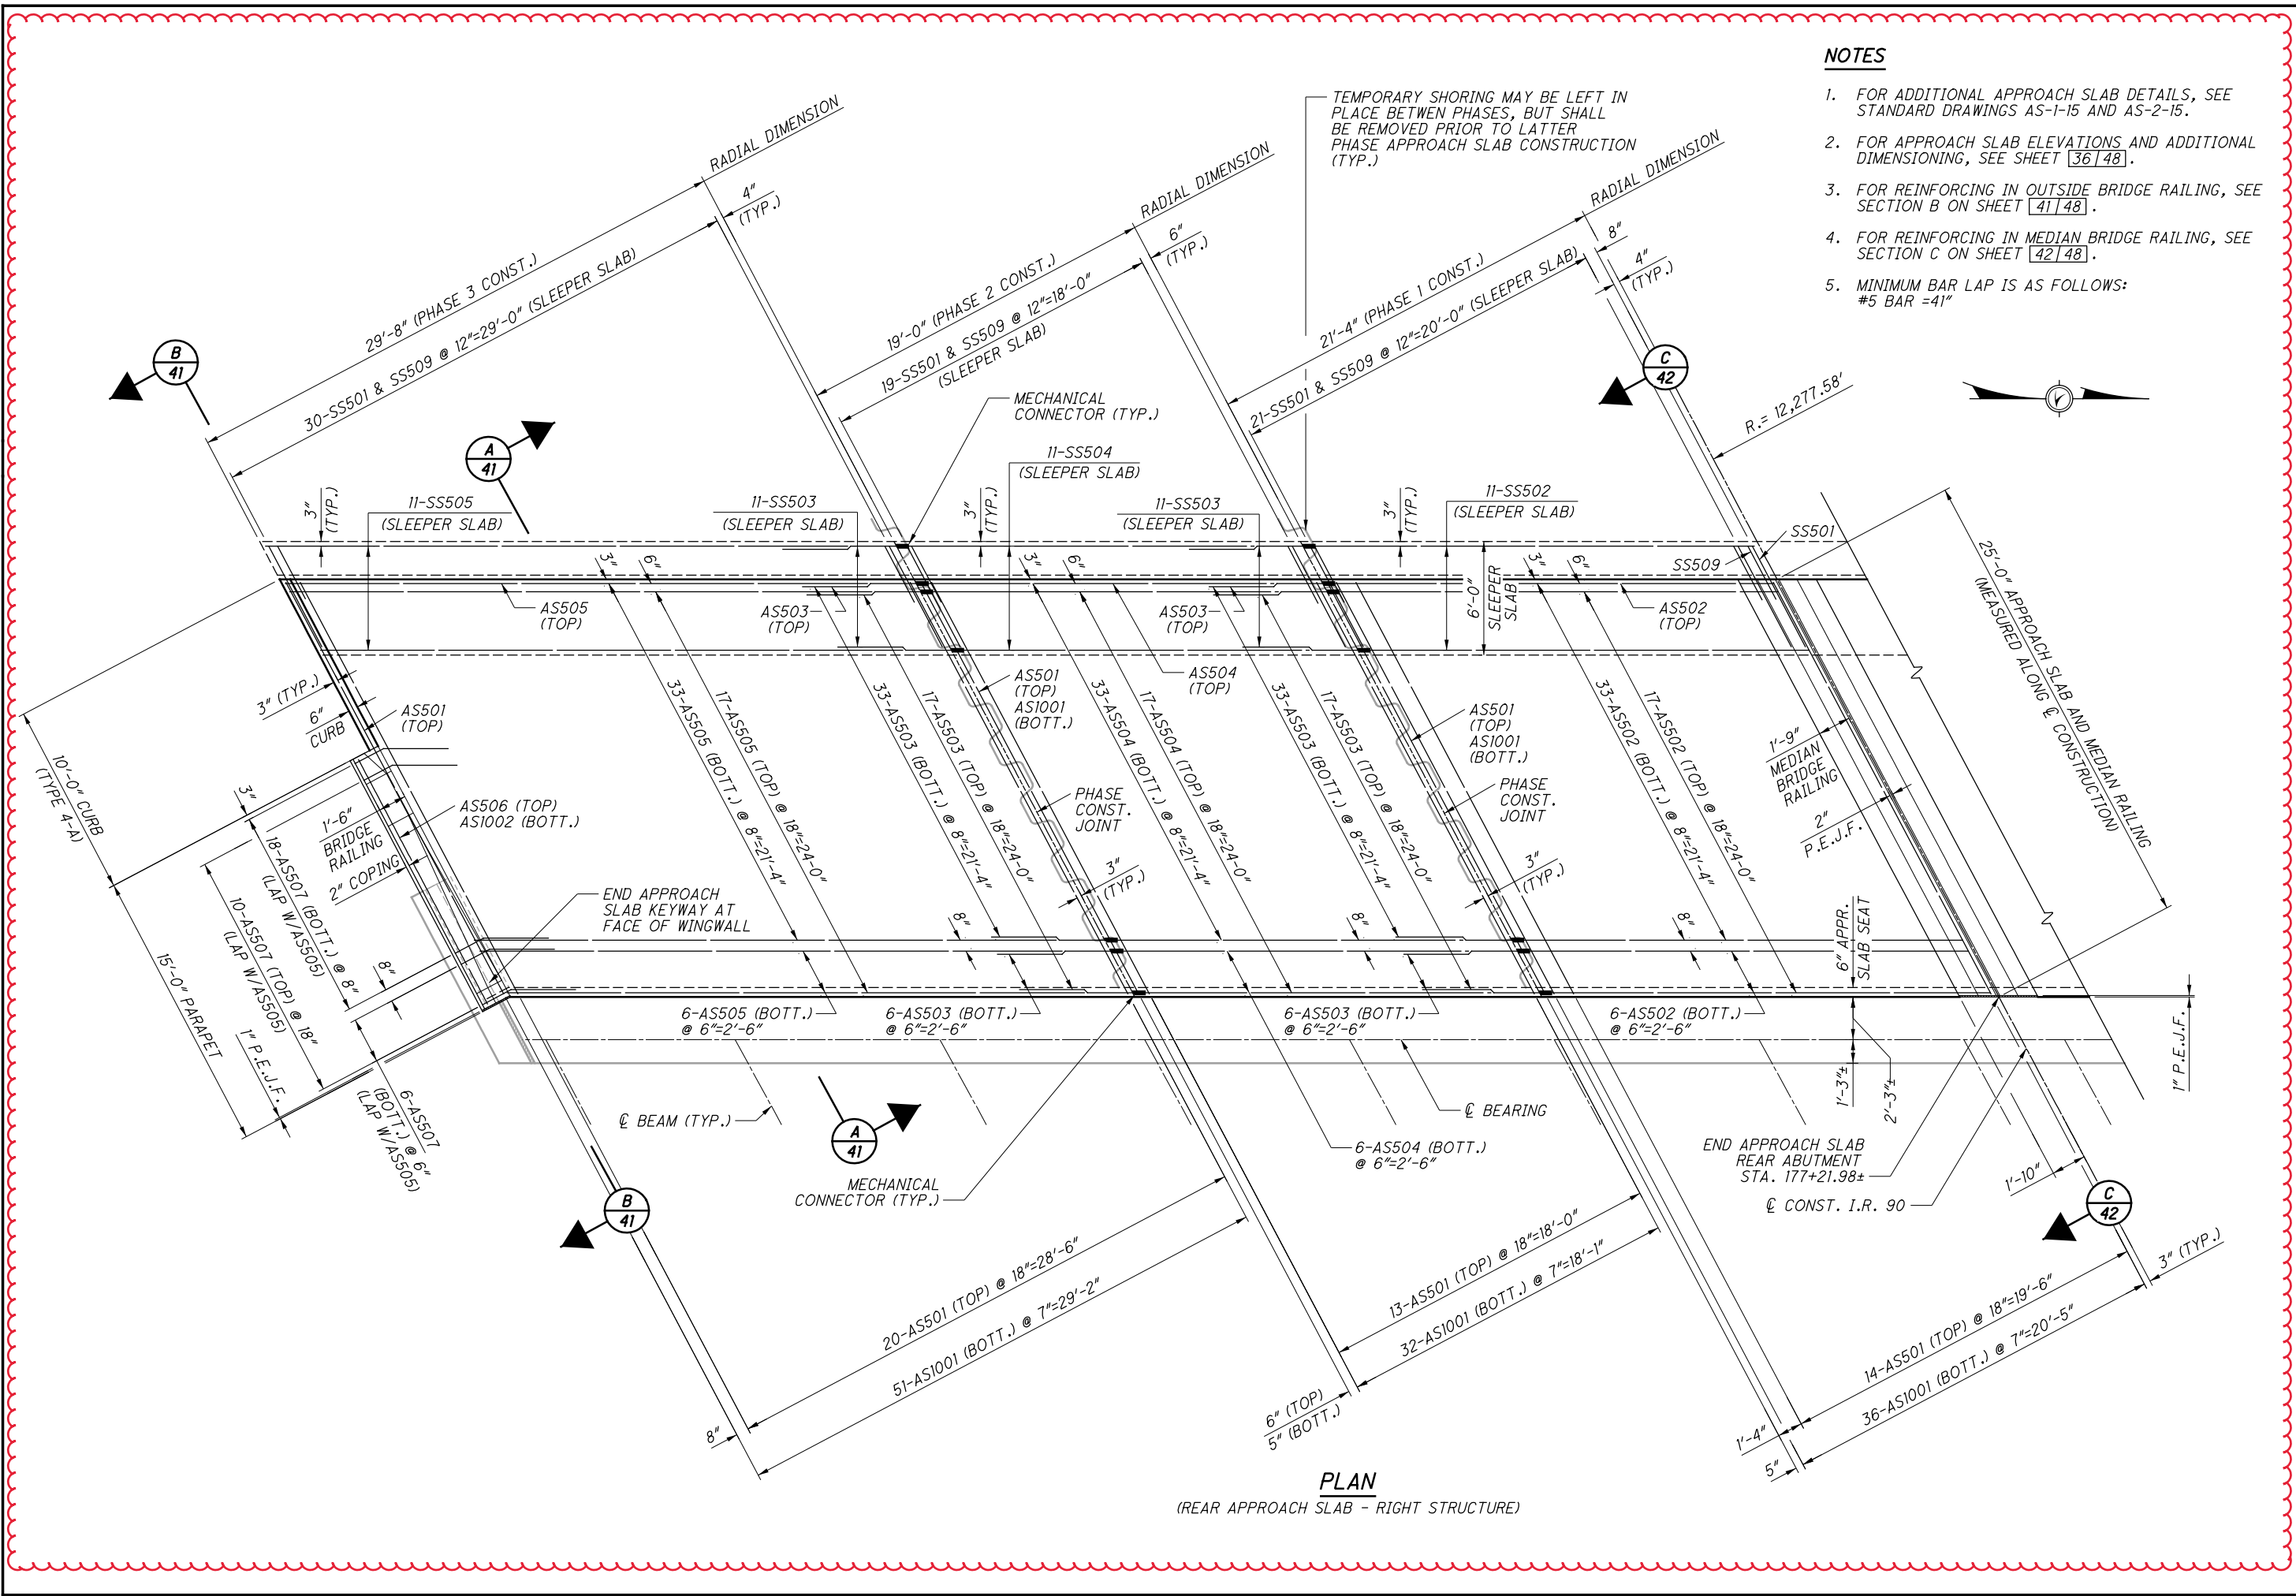 NOTES
1. FOR ADDITIONAL APPROACH SLAB DETAILS, SEE
STANDARD DRAWINGS AS-1-15 AND AS-2-15.
2. FOR APPROACH SLAB ELEVATIONS AND ADDITIONAL
DIMENSIONING, SEE SHEET 36/48.
3. FOR REINFORCING IN OUTSIDE BRIDGE RAILING, SEE
SECTION B ON SHEET 41/48.
4. FOR REINFORCING IN MEDIAN BRIDGE RAILING, SEE
SECTION C ON SHEET 42/48.
5. MINIMUM BAR LAP IS AS FOLLOWS:
#5 BAR =41"
TEMPORARY SHORING MAY BE LEFT IN
PLACE BETWEN PHASES, BUT SHALL
BE REMOVED PRIOR TO LATTER
PHASE APPROACH SLAB CONSTRUCTION
(TYP.)
RADIAL DIMENSION
4"
(TYP.)
29'-8" (PHASE 3 CONST.)
30-SS501 & SS509 @ 12"=29'-0" (SLEEPER SLAB)
RADIAL DIMENSION
6"
(TYP.)
19'-0" (PHASE 2 CONST.)
19-SS501 & SS509 @ 12"=18'-0"
(SLEEPER SLAB)
RADIAL DIMENSION
8"
4"
(TYP.)
21'-4" (PHASE 1 CONST.)
21-SS501 & SS509 @ 12"=20'-0" (SLEEPER SLAB)
B
41
A
41
C
42
R.= 12,277.58'
MECHANICAL
CONNECTOR (TYP.)
3"
(TYP.)
11-SS505
(SLEEPER SLAB)
11-SS503
(SLEEPER SLAB)
3"
(TYP.)
11-SS504
(SLEEPER SLAB)
11-SS503
(SLEEPER SLAB)
3"
(TYP.)
11-SS502
(SLEEPER SLAB)
SS501
SS509
6'-0"
SLEEPER
SLAB
3"
6"
3"
6"
3"
6"
AS505
(TOP)
AS503
(TOP)
AS504
(TOP)
AS503
(TOP)
AS502
(TOP)
25'-0" APPROACH SLAB AND MEDIAN RAILING
(MEASURED ALONG ℄ CONSTRUCTION)
33-AS505 (BOTT.) @ 8"=21'-4"
17-AS505 (TOP) @ 18"=24-0"
33-AS503 (BOTT.) @ 8"=21'-4"
17-AS503 (TOP) @ 18"=24-0"
33-AS504 (BOTT.) @ 8"=21'-4"
17-AS504 (TOP) @ 18"=24-0"
33-AS503 (BOTT.) @ 8"=21'-4"
17-AS503 (TOP) @ 18"=24-0"
33-AS502 (BOTT.) @ 8"=21'-4"
17-AS502 (TOP) @ 18"=24-0"
AS501
(TOP)
AS1001
(BOTT.)
AS501
(TOP)
AS1001
(BOTT.)
3" (TYP.)
6"
CURB
AS501
(TOP)
10'-0" CURB
(TYPE 4-A)
3"
1'-6"
BRIDGE
RAILING
2" COPING
AS506 (TOP)
AS1002 (BOTT.)
PHASE
CONST.
JOINT
PHASE
CONST.
JOINT
1'-9"
MEDIAN
BRIDGE
RAILING
2"
P.E.J.F.
3"
(TYP.)
3"
(TYP.)
END APPROACH
SLAB KEYWAY AT
FACE OF WINGWALL
18-AS507 (BOTT.) @ 8"
(LAP W/AS505)
10-AS507 (TOP) @ 18"
(LAP W/AS505)
8"
15'-0" PARAPET
1" P.E.J.F.
6-AS507
(BOTT.) @ 6"
(LAP W/AS505)
8"
8"
8"
6" APPR.
SLAB SEAT
6-AS505 (BOTT.)
@ 6"=2'-6"
6-AS503 (BOTT.)
@ 6"=2'-6"
6-AS503 (BOTT.)
@ 6"=2'-6"
6-AS502 (BOTT.)
@ 6"=2'-6"
1'-3"±
2'-3"±
1" P.E.J.F.
℄ BEAM (TYP.)
A
41
℄ BEARING
6-AS504 (BOTT.)
@ 6"=2'-6"
MECHANICAL
CONNECTOR (TYP.)
END APPROACH SLAB
REAR ABUTMENT
STA. 177+21.98±
℄ CONST. I.R. 90
1'-10"
B
41
C
42
3" (TYP.)
20-AS501 (TOP) @ 18"=28'-6"
51-AS1001 (BOTT.) @ 7"=29'-2"
8"
13-AS501 (TOP) @ 18"=18'-0"
32-AS1001 (BOTT.) @ 7"=18'-1"
6" (TOP)
5" (BOTT.)
14-AS501 (TOP) @ 18"=19'-6"
36-AS1001 (BOTT.) @ 7"=20'-5"
1'-4"
5"
PLAN
(REAR APPROACH SLAB - RIGHT STRUCTURE)